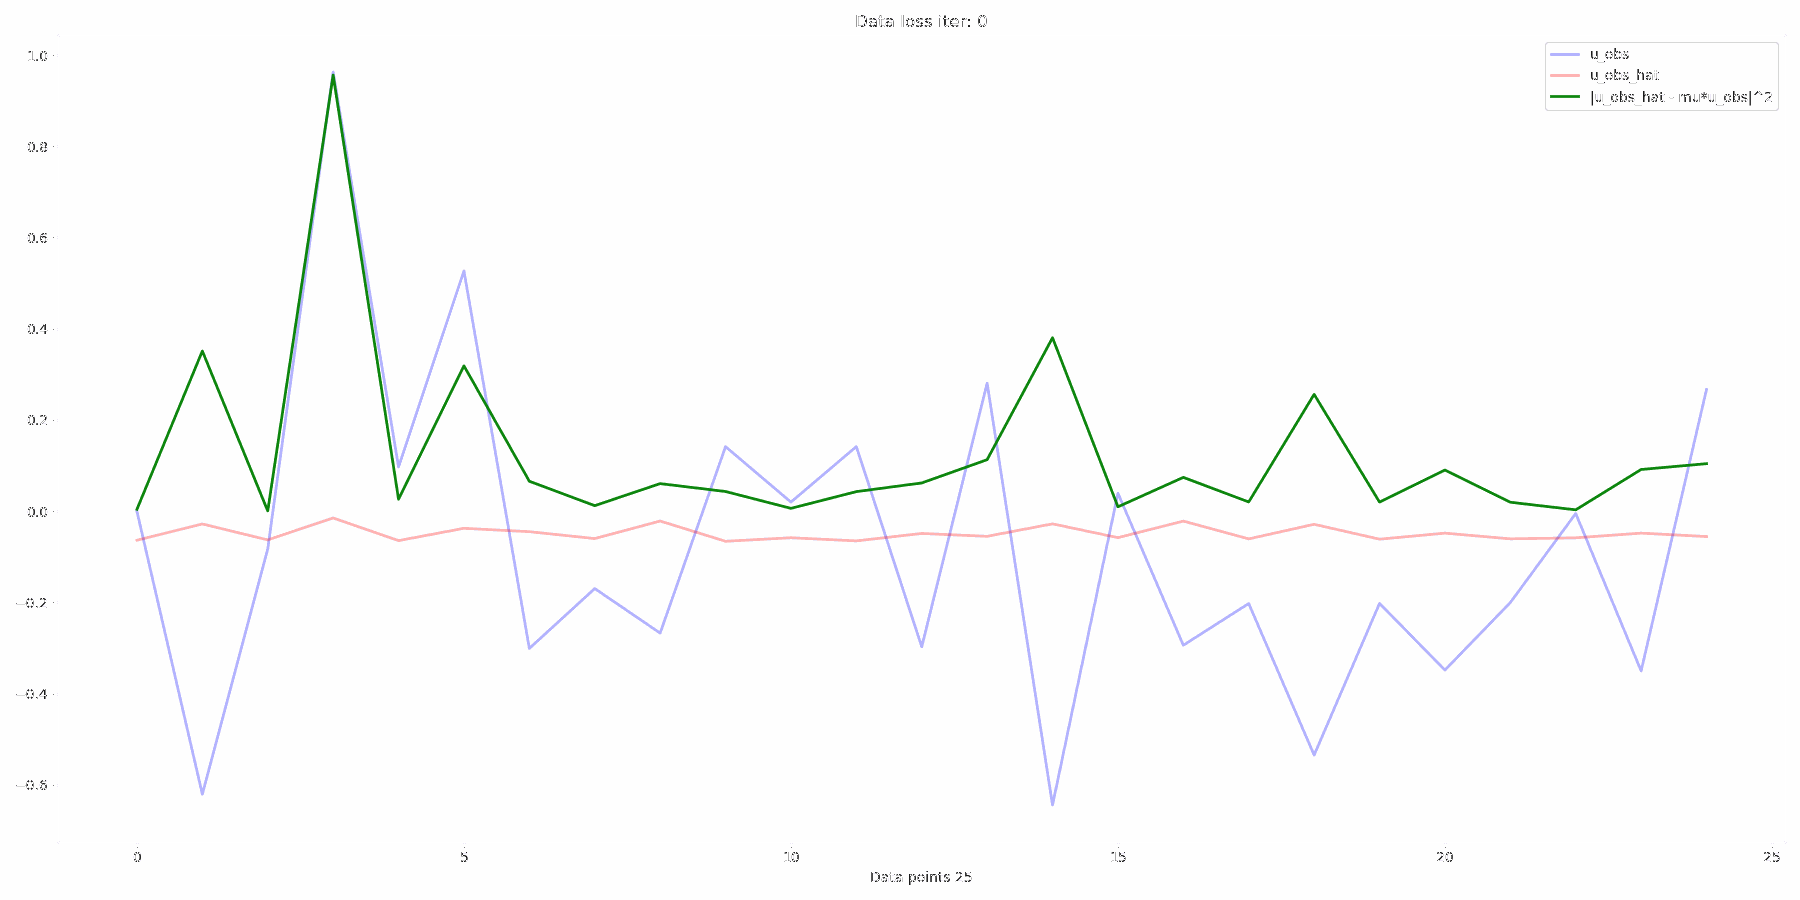 Data loss iter: 0
u_obs
u_obs_hat
|u_obs_hat - mu*u_obs|^2
1.0
0.8
0.6
0.4
0.2
0.0
−0.2
−0.4
−0.6
0 5 10 15 20 25
Data points 25